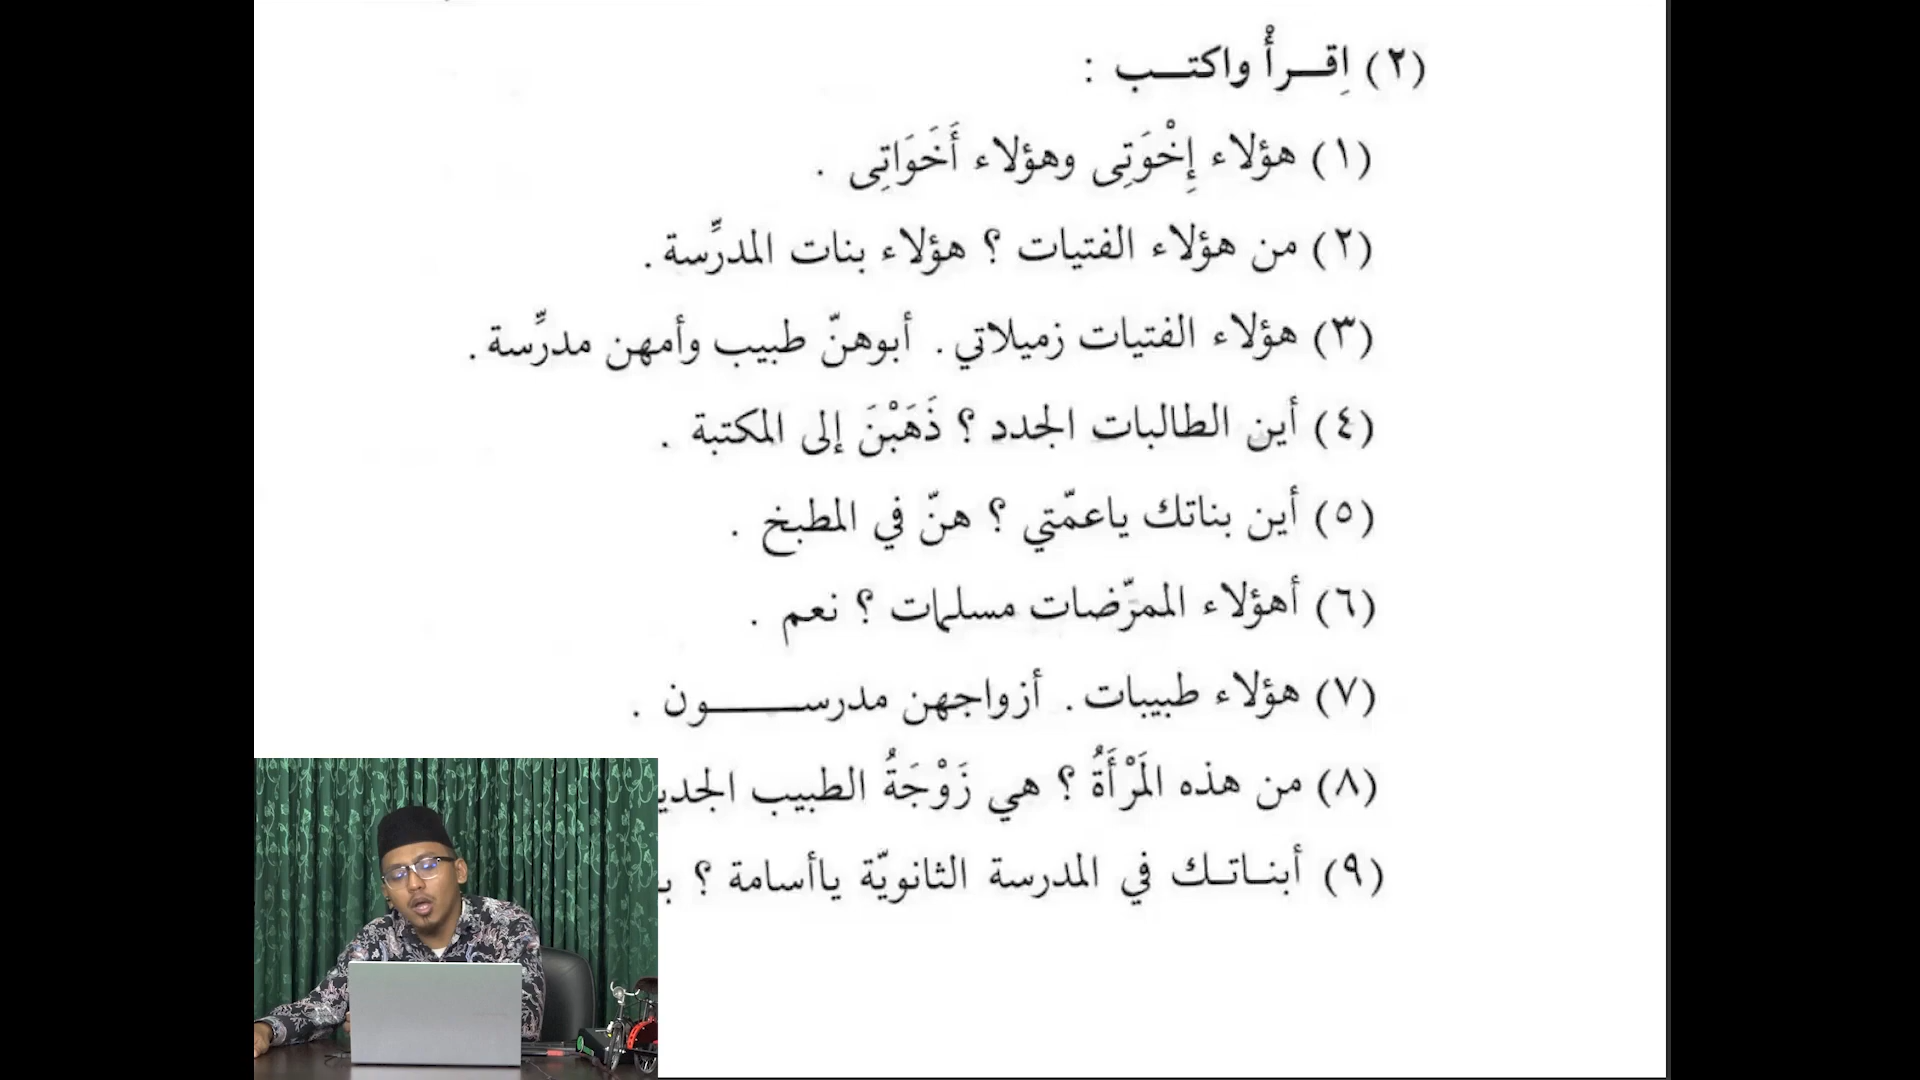 (٢) اِقـــرأْ واكتـــب :
(١) هؤلاء إِخْوَتِى وهؤلاء أَخَوَاتِى .
(٢) من هؤلاء الفتيات ؟ هؤلاء بنات المدرِّسة .
(٣) هؤلاء الفتيات زميلاتي . أبوهنّ طبيب وأمهن مدرِّسة .
(٤) أين الطالبات الجدد ؟ ذَهَبْنَ إلى المكتبة .
(٥) أين بناتك ياعمّتي ؟ هنّ في المطبخ .
(٦) أهؤلاء الممرّضات مسلمات ؟ نعم .
(٧) هؤلاء طبيبات . أزواجهن مدرســـــــون .
(٨) من هذه المَرْأَةُ ؟ هي زَوْجَةُ الطبيب
(٩) أبنـاتـك في المدرسة الثانويّة ياأسامة ؟